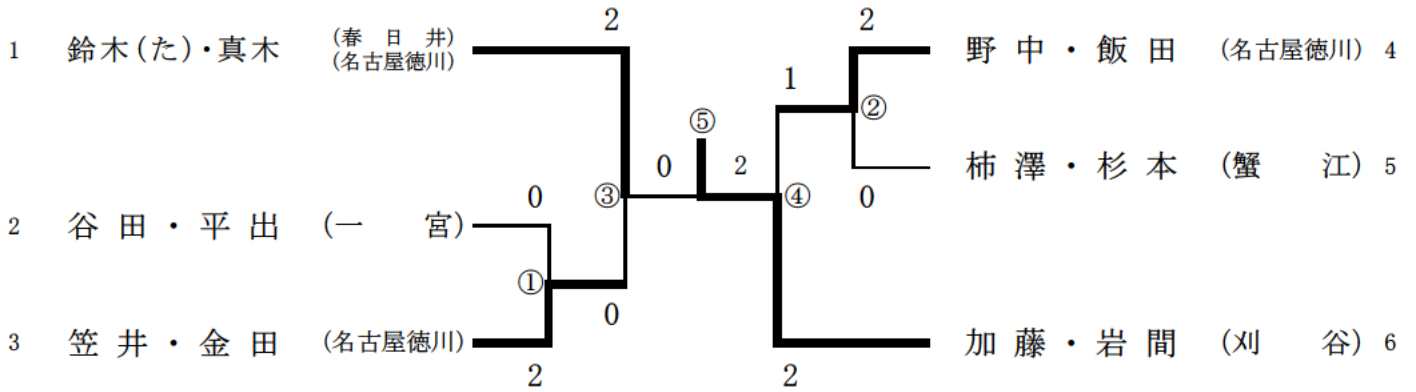 2
2
1 鈴木(た)・真木 (春日井)
(名古屋徳川)
野中・飯田 (名古屋徳川) 4
1
②
⑤
0
2
柿澤・杉本 (蟹江) 5
0
③
④
0
2 谷田・平出 (一宮)
①
0
3 笠井・金田 (名古屋徳川)
加藤・岩間 (刈谷) 6
2
2